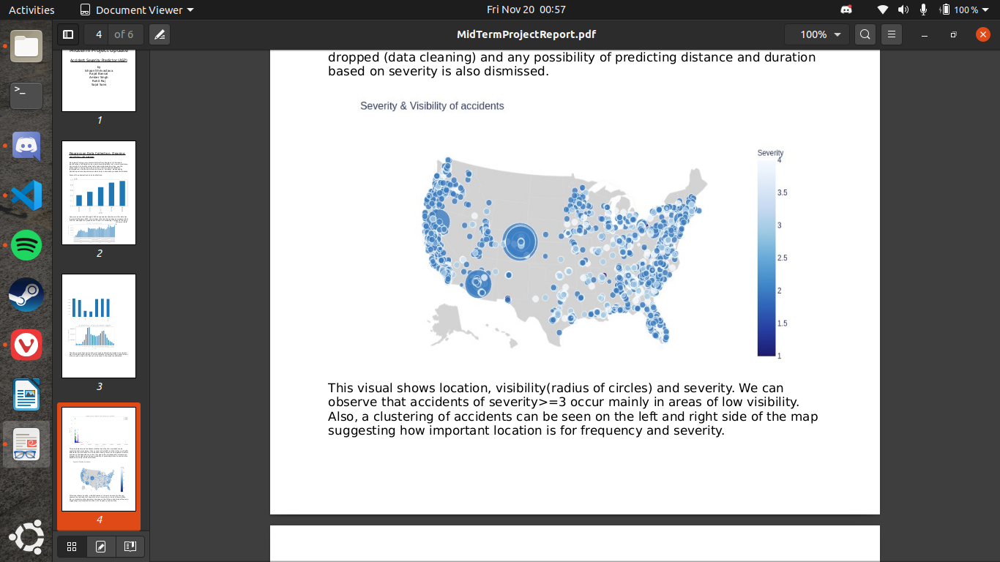 Activities
Document Viewer
Fri Nov 20 00:57
100 %
4
of 6
MidTermProjectReport.pdf
100%
Midterm Project Update
Accident Severity Predictor(ASP)
By
Rajat Bansal
Amber Singh
Rohit Raj
1
2
3
4
dropped (data cleaning) and any possibility of predicting distance and duration
based on severity is also dismissed.
Severity & Visibility of accidents
Severity
4
3.5
3
2.5
2
1.5
1
This visual shows location, visibility(radius of circles) and severity. We can
observe that accidents of severity>=3 occur mainly in areas of low visibility.
Also, a clustering of accidents can be seen on the left and right side of the map
suggesting how important location is for frequency and severity.